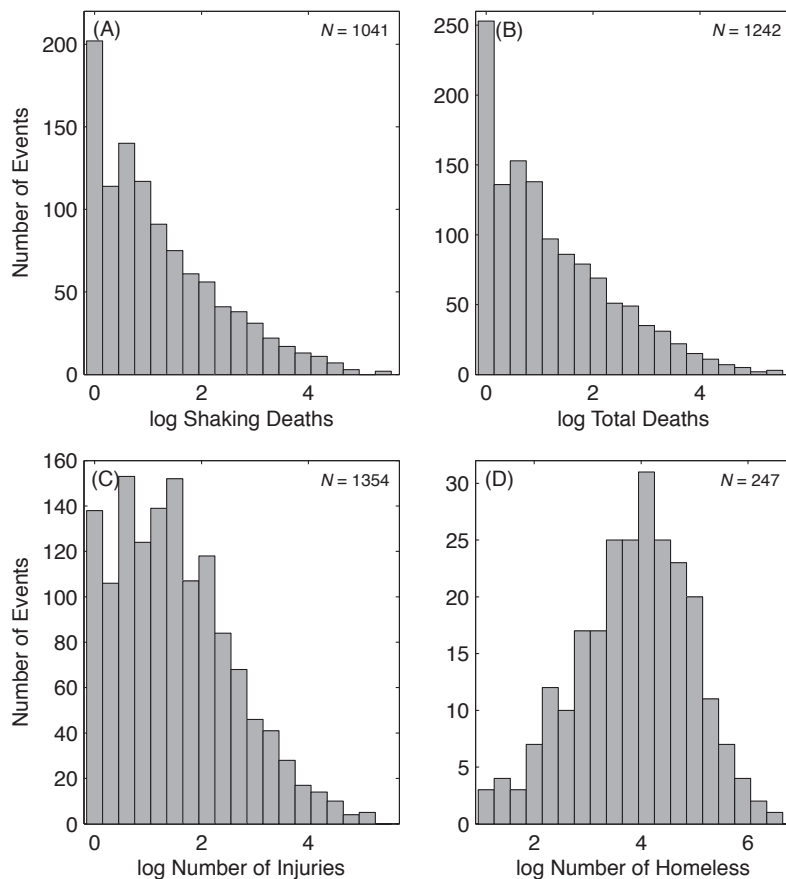 (A)
N = 1041
200
150
100
50
0
0 2 4
log Shaking Deaths
Number of Events
(B)
N = 1242
250
200
150
100
50
0
0 2 4
log Total Deaths
(C)
N = 1354
160
140
120
100
80
60
40
20
0
0 2 4
log Number of Injuries
Number of Events
(D)
N = 247
30
25
20
15
10
5
0
2 4 6
log Number of Homeless